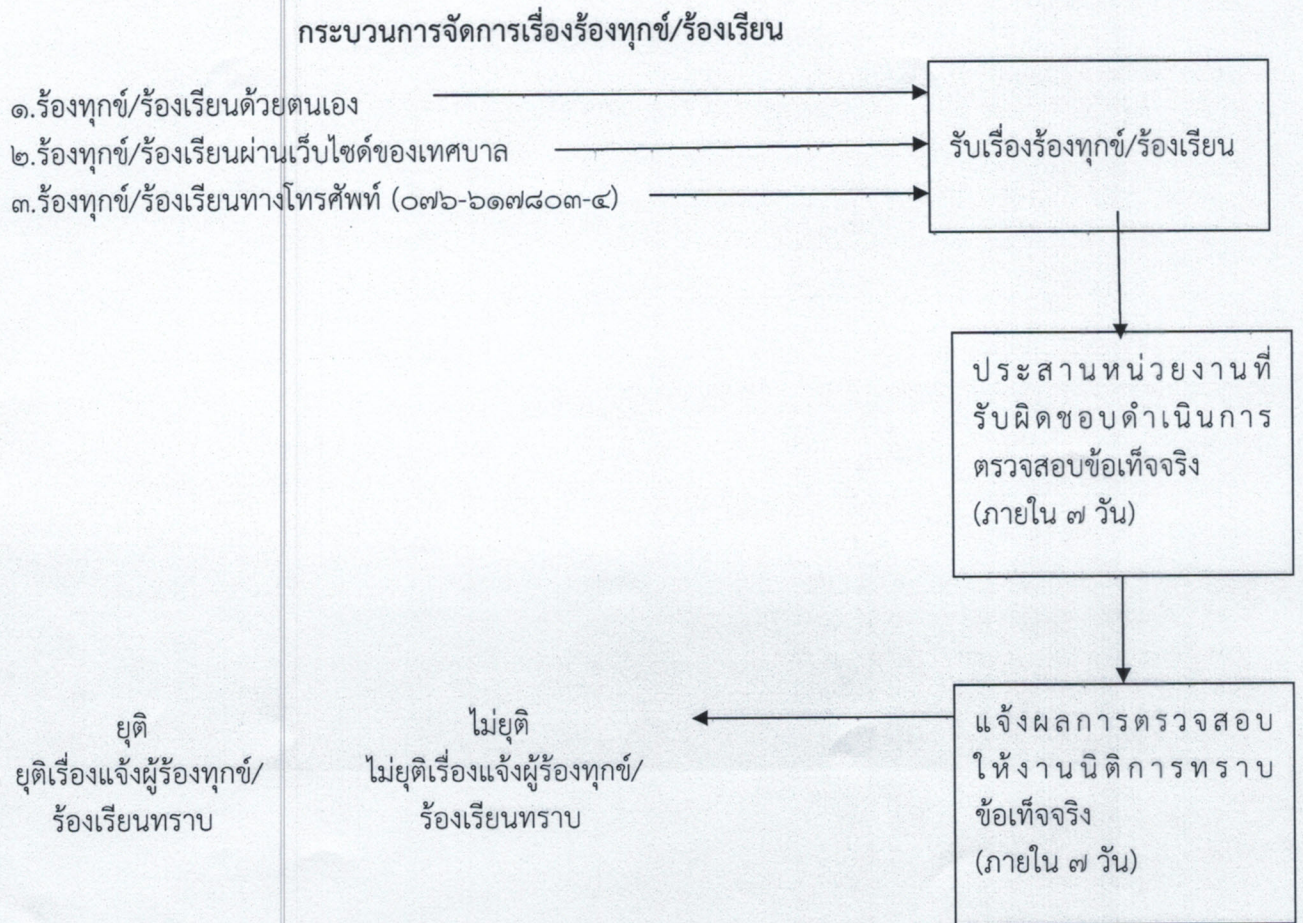 กระบวนการจัดการเรื่องร้องทุกข์/ร้องเรียน
๑.ร้องทุกข์/ร้องเรียนด้วยตนเอง
๒.ร้องทุกข์/ร้องเรียนผ่านเว็บไซด์ของเทศบาล
๓.ร้องทุกข์/ร้องเรียนทางโทรศัพท์ (๐๗๖-๖๑๗๘๐๓-๔)
รับเรื่องร้องทุกข์/ร้องเรียน
ประสานหน่วยงานที่
รับผิดชอบดำเนินการ
ตรวจสอบข้อเท็จจริง
(ภายใน ๗ วัน)
แจ้งผลการตรวจสอบ
ให้งานนิติการทราบ
ข้อเท็จจริง
(ภายใน ๗ วัน)
ไม่ยุติ
ไม่ยุติเรื่องแจ้งผู้ร้องทุกข์/
ร้องเรียนทราบ
ยุติ
ยุติเรื่องแจ้งผู้ร้องทุกข์/
ร้องเรียนทราบ